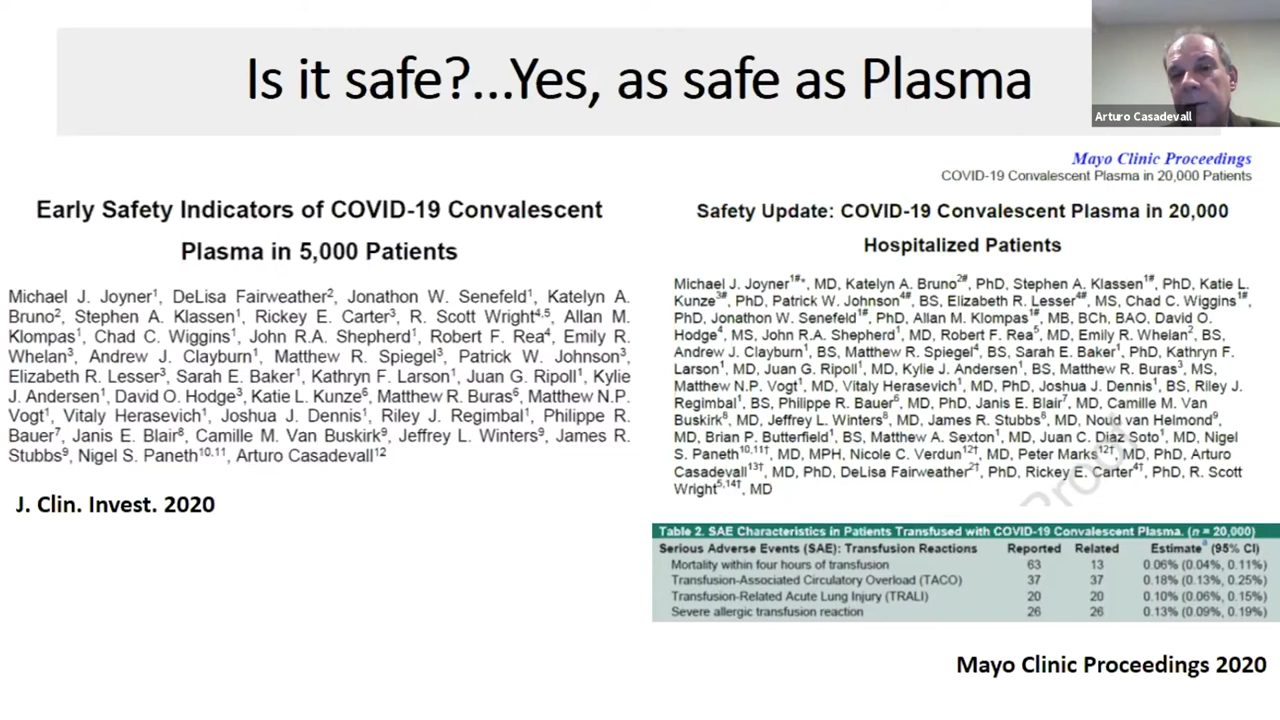 Is it safe?...Yes, as safe as Plasma
Arturo Casadevall
Early Safety Indicators of COVID-19 Convalescent
Plasma in 5,000 Patients
Michael J. Joyner1, DeLisa Fairweather2, Jonathon W. Senefeld1, Katelyn A.
Bruno2, Stephen A. Klassen1, Rickey E. Carter3, R. Scott Wright4,5, Allan M.
Klompas1, Chad C. Wiggins1, John R.A. Shepherd1, Robert F. Rea4, Emily R.
Whelan3, Andrew J. Clayburn1, Matthew R. Spiegel3, Patrick W. Johnson3,
Elizabeth R. Lesser3, Sarah E. Baker1, Kathryn F. Larson1, Juan G. Ripoll1, Kylie
J. Andersen1, David O. Hodge3, Katie L. Kunze6, Matthew R. Buras6, Matthew N.P.
Vogt1, Vitaly Herasevich1, Joshua J. Dennis1, Riley J. Regimbal1, Philippe R.
Bauer7, Janis E. Blair8, Camille M. Van Buskirk9, Jeffrey L. Winters9, James R.
Stubbs9, Nigel S. Paneth10,11, Arturo Casadevall12
J. Clin. Invest. 2020
Mayo Clinic Proceedings
COVID-19 Convalescent Plasma in 20,000 Patients
Safety Update: COVID-19 Convalescent Plasma in 20,000
Hospitalized Patients
Michael J. Joyner1#*, MD, Katelyn A. Bruno2#, PhD, Stephen A. Klassen1#, PhD, Katie L.
Kunze3#, PhD, Patrick W. Johnson4#, BS, Elizabeth R. Lesser4#, MS, Chad C. Wiggins1#,
PhD, Jonathon W. Senefeld1#, PhD, Allan M. Klompas1#, MB, BCh, BAO, David O.
Hodge4, MS, John R.A. Shepherd1, MD, Robert F. Rea5, MD, Emily R. Whelan2, BS,
Andrew J. Clayburn1, BS, Matthew R. Spiegel4, BS, Sarah E. Baker1, PhD, Kathryn F.
Larson1, MD, Juan G. Ripoll1, MD, Kylie J. Andersen1, BS, Matthew R. Buras3, MS,
Matthew N.P. Vogt1, MD, Vitaly Herasevich1, MD, PhD, Joshua J. Dennis1, BS, Riley J.
Regimbal1, BS, Philippe R. Bauer6, MD, PhD, Janis E. Blair7, MD, Camille M. Van
Buskirk8, MD, Jeffrey L. Winters8, MD, James R. Stubbs8, MD, Noud van Helmond9,
MD, Brian P. Butterfield1, BS, Matthew A. Sexton1, MD, Juan C. Diaz Soto1, MD, Nigel
S. Paneth10,11†, MD, MPH, Nicole C. Verdun12†, MD, Peter Marks12†, MD, PhD, Arturo
Casadevall13†, MD, PhD, DeLisa Fairweather2†, PhD, Rickey E. Carter4†, PhD, R. Scott
Wright5,14†, MD
Proof
Table 2. SAE Characteristics in Patients Transfused with COVID-19 Convalescent Plasma. (n = 20,000)
Serious Adverse Events (SAE): Transfusion Reactions Reported Related Estimate a (95% CI)
Mortality within four hours of transfusion 63 13 0.06% (0.04%, 0.11%)
Transfusion-Associated Circulatory Overload (TACO) 37 37 0.18% (0.13%, 0.25%)
Transfusion-Related Acute Lung Injury (TRALI) 20 20 0.10% (0.06%, 0.15%)
Severe allergic transfusion reaction 26 26 0.13% (0.09%, 0.19%)
Mayo Clinic Proceedings 2020